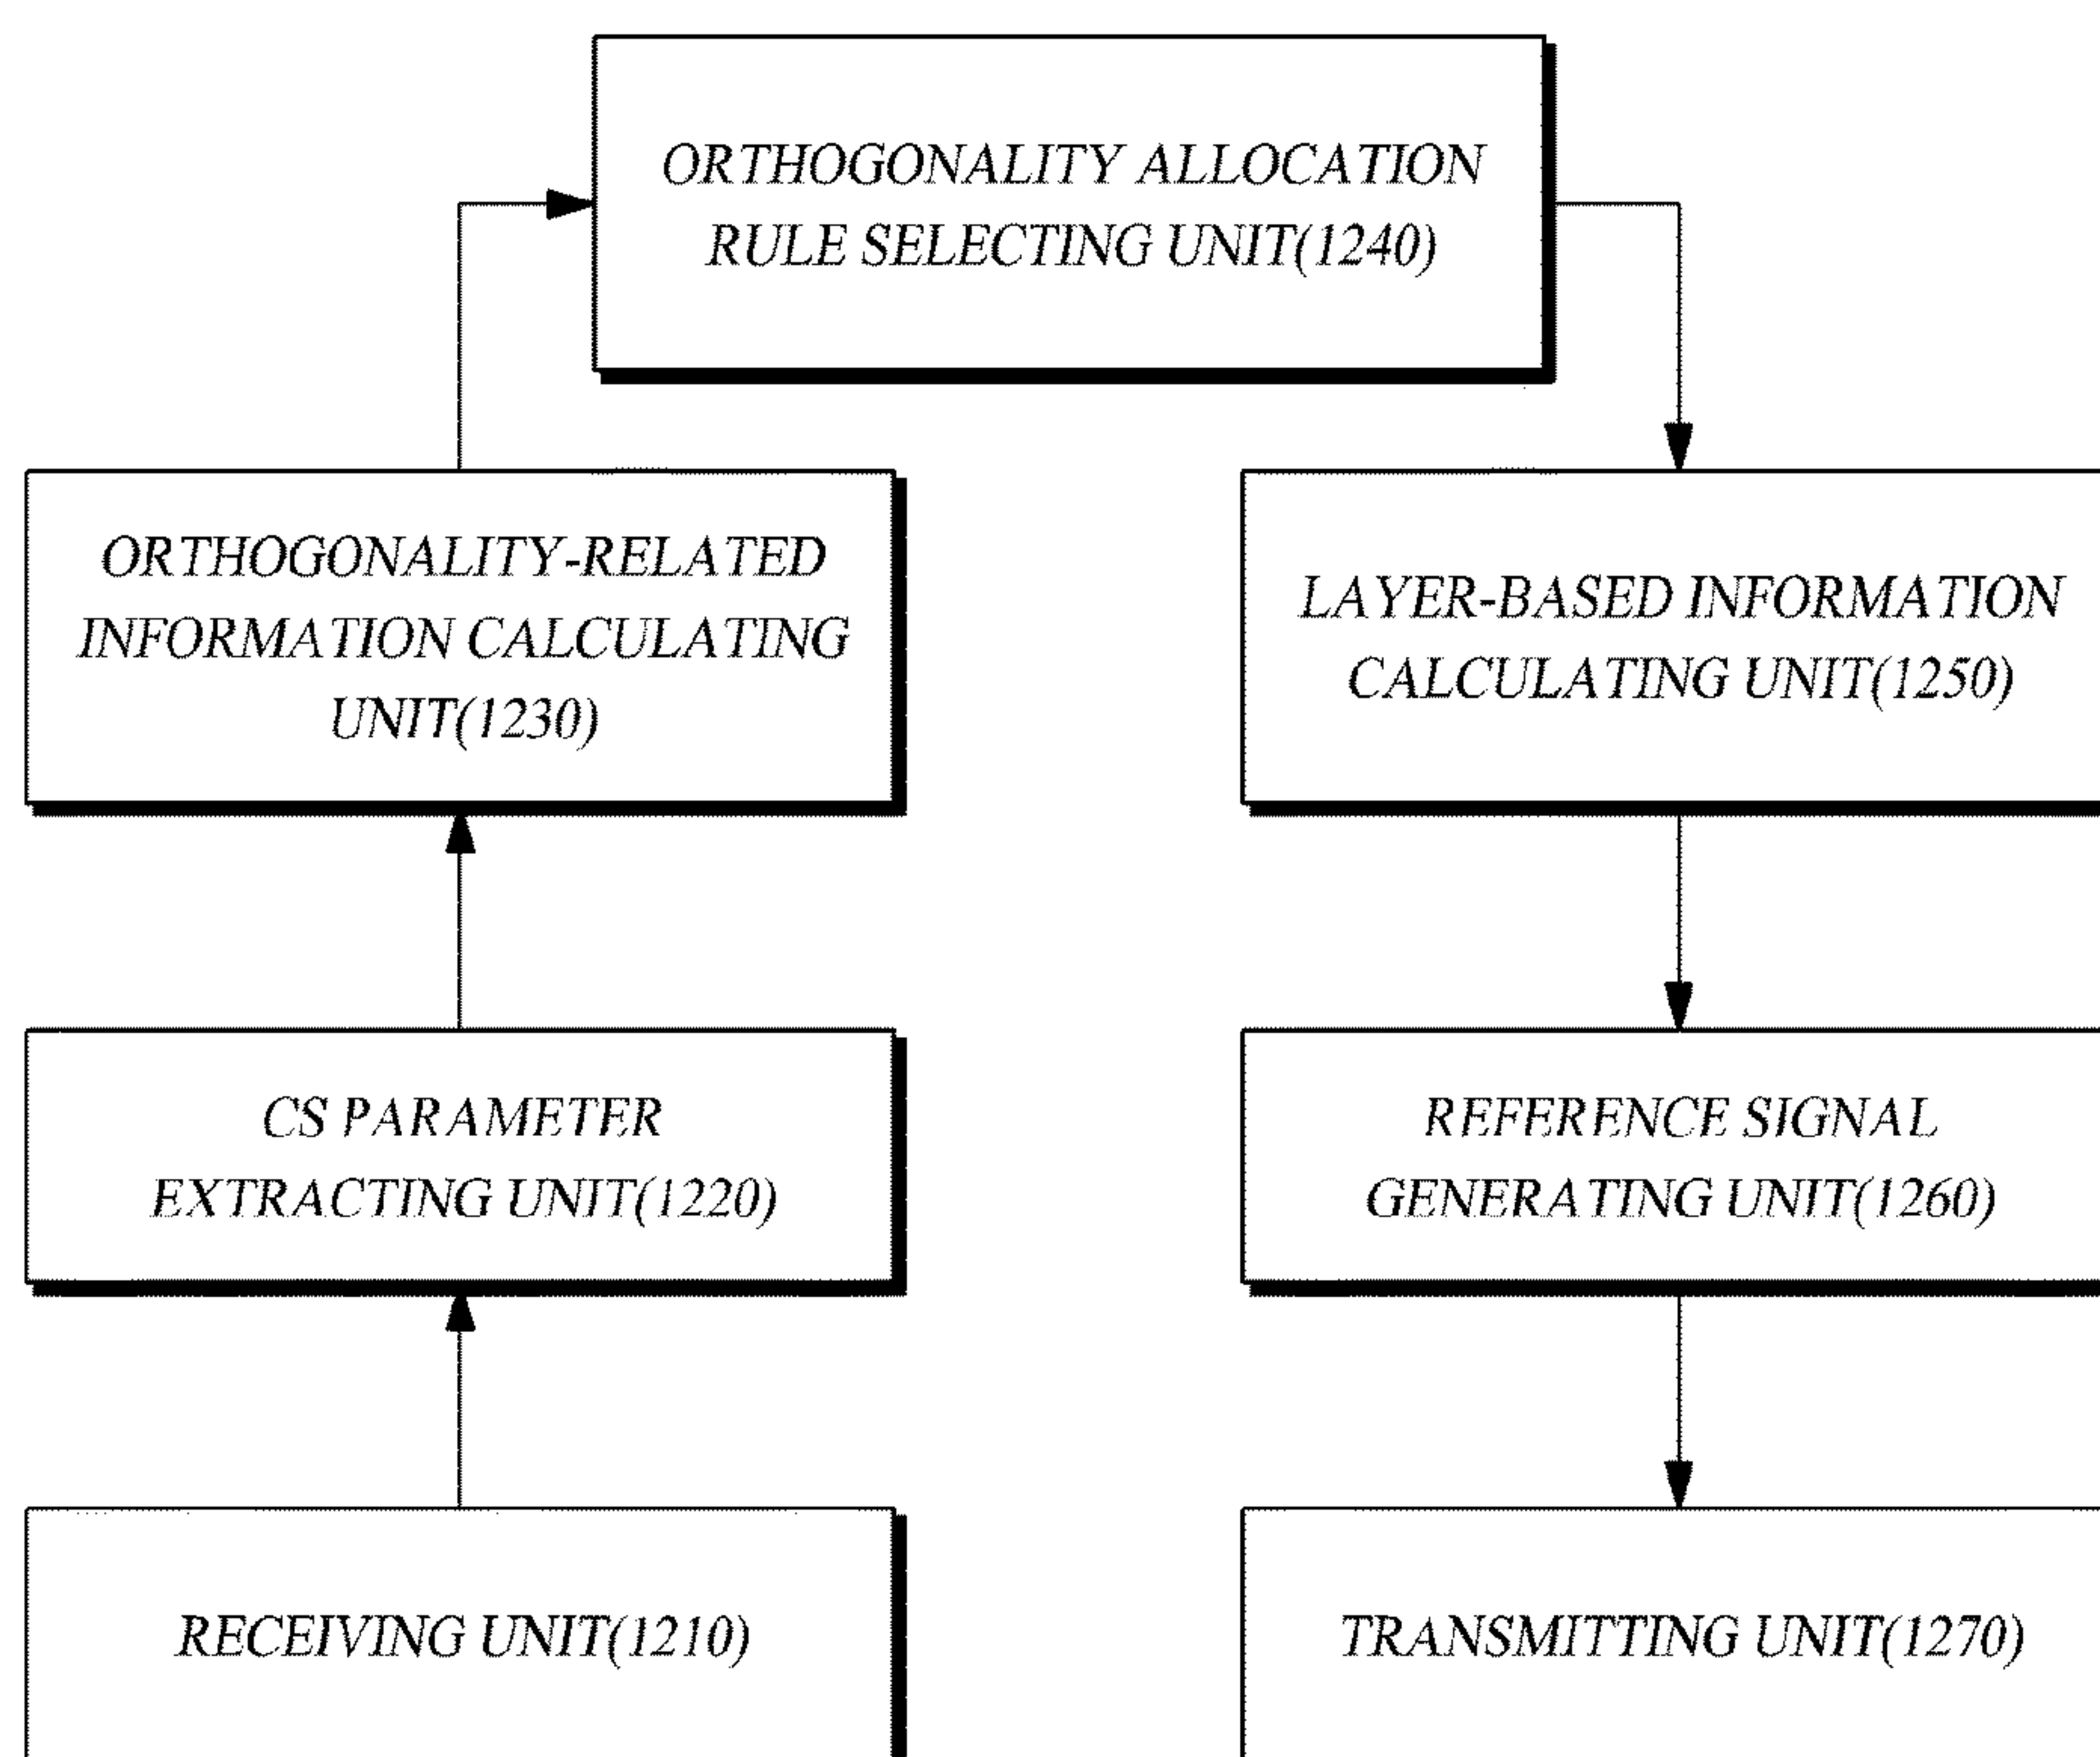 ORTHOGONALITY ALLOCATION
RULE SELECTING UNIT(1240)
ORTHOGONALITY-RELATED
INFORMATION CALCULATING
UNIT(1230)
LAYER-BASED INFORMATION
CALCULATING UNIT(1250)
CS PARAMETER
EXTRACTING UNIT(1220)
REFERENCE SIGNAL
GENERATING UNIT(1260)
RECEIVING UNIT(1210)
TRANSMITTING UNIT(1270)